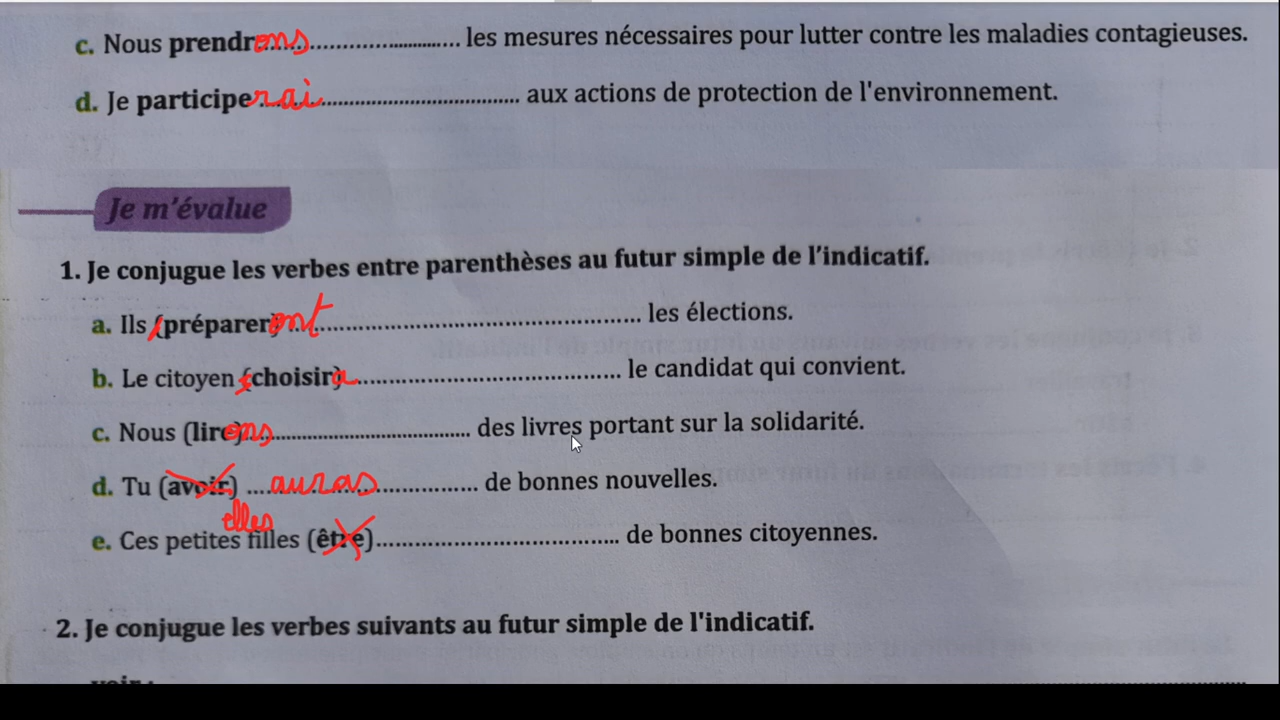 c. Nous prendrons..................... les mesures nécessaires pour lutter contre les maladies contagieuses.
d. Je participerai..................... aux actions de protection de l'environnement.
Je m'évalue
1. Je conjugue les verbes entre parenthèses au futur simple de l'indicatif.
a. Ils (préparer)ont..................... les élections.
b. Le citoyen (choisir)a..................... le candidat qui convient.
c. Nous (lire)ons..................... des livres portant sur la solidarité.
d. Tu (avoir) ....auras..................... de bonnes nouvelles.
elles
e. Ces petites filles (être)..................... de bonnes citoyennes.
2. Je conjugue les verbes suivants au futur simple de l'indicatif.
voir :